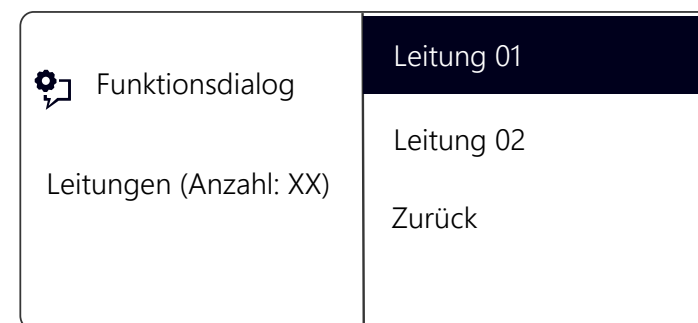 Funktionsdialog
Leitungen (Anzahl: XX)
Leitung 01
Leitung 02
Zurück